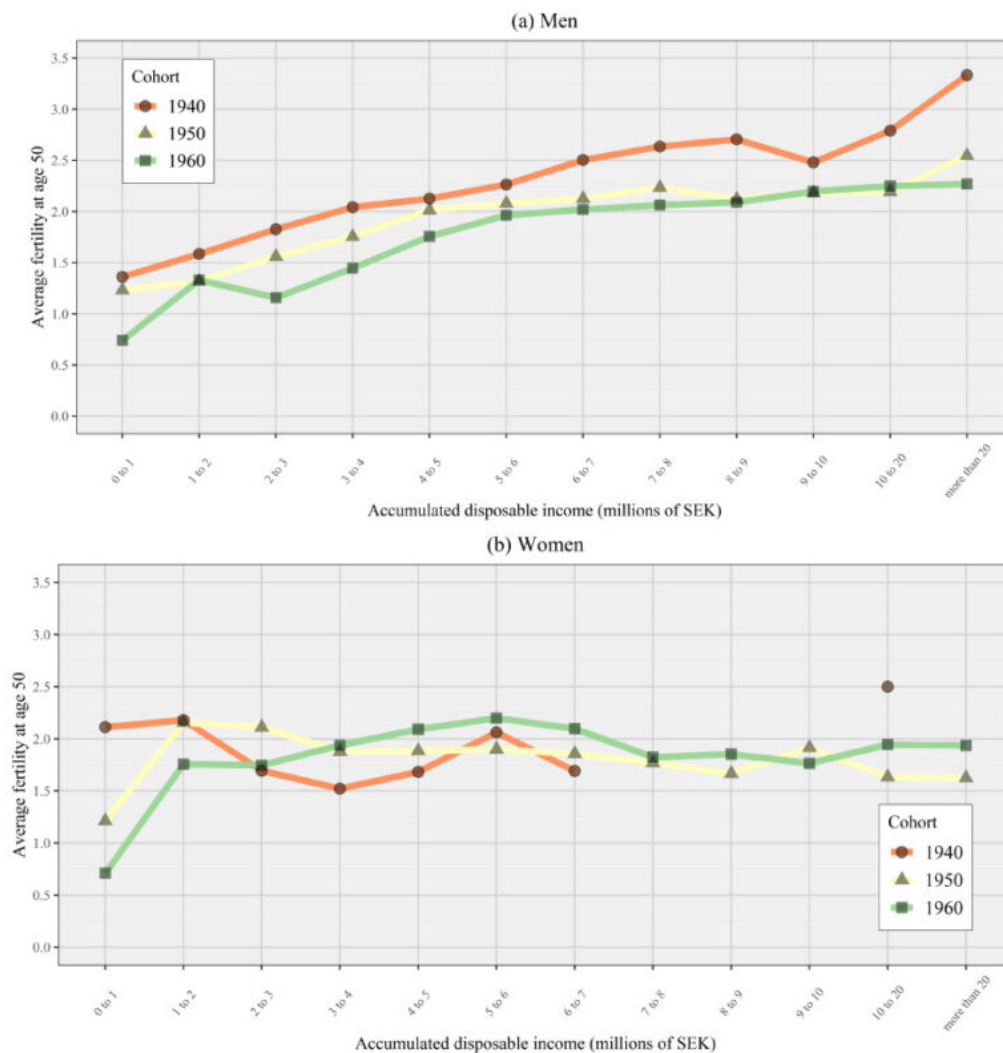 (a) Men
Average fertility at age 50
3.5
3.0
2.5
2.0
1.5
1.0
0.5
0.0
Cohort
1940
1950
1960
0 to 1
1 to 2
2 to 3
3 to 4
4 to 5
5 to 6
6 to 7
7 to 8
8 to 9
9 to 10
10 to 20
more than 20
Accumulated disposable income (millions of SEK)
(b) Women
Average fertility at age 50
3.5
3.0
2.5
2.0
1.5
1.0
0.5
0.0
Cohort
1940
1950
1960
0 to 1
1 to 2
2 to 3
3 to 4
4 to 5
5 to 6
6 to 7
7 to 8
8 to 9
9 to 10
10 to 20
more than 20
Accumulated disposable income (millions of SEK)